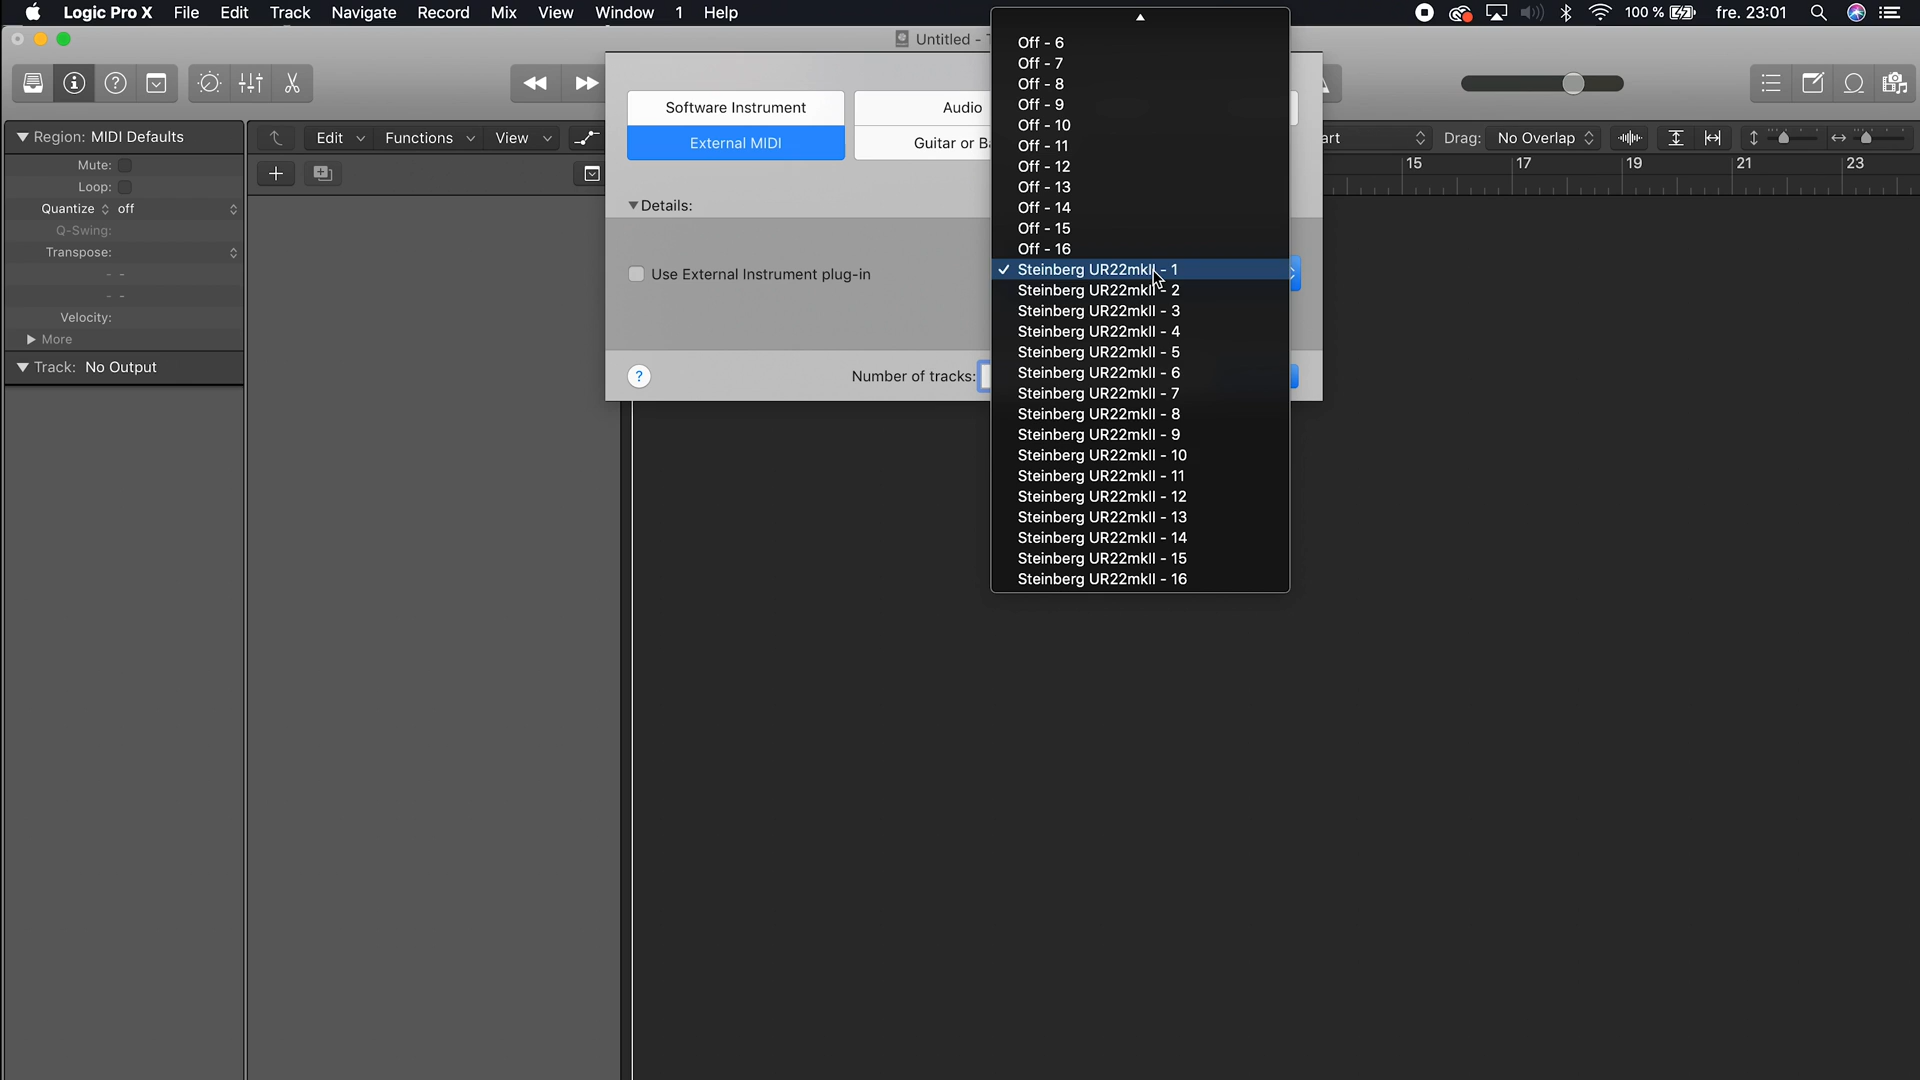 Logic Pro X File Edit Track Navigate Record Mix View Window 1 Help 100 % fre. 23:01
Untitled -
Software Instrument Audio
External MIDI Guitar or Ba
Region: MIDI Defaults
Mute:
Loop:
Quantize off
Q-Swing:
Transpose:
- -
- -
Velocity:
More
Track: No Output
Edit Functions View
Drag: No Overlap
15 17 19 21 23
Details:
Use External Instrument plug-in
? Number of tracks:
Off - 6
Off - 7
Off - 8
Off - 9
Off - 10
Off - 11
Off - 12
Off - 13
Off - 14
Off - 15
Off - 16
✓ Steinberg UR22mkII - 1
Steinberg UR22mkII - 2
Steinberg UR22mkII - 3
Steinberg UR22mkII - 4
Steinberg UR22mkII - 5
Steinberg UR22mkII - 6
Steinberg UR22mkII - 7
Steinberg UR22mkII - 8
Steinberg UR22mkII - 9
Steinberg UR22mkII - 10
Steinberg UR22mkII - 11
Steinberg UR22mkII - 12
Steinberg UR22mkII - 13
Steinberg UR22mkII - 14
Steinberg UR22mkII - 15
Steinberg UR22mkII - 16